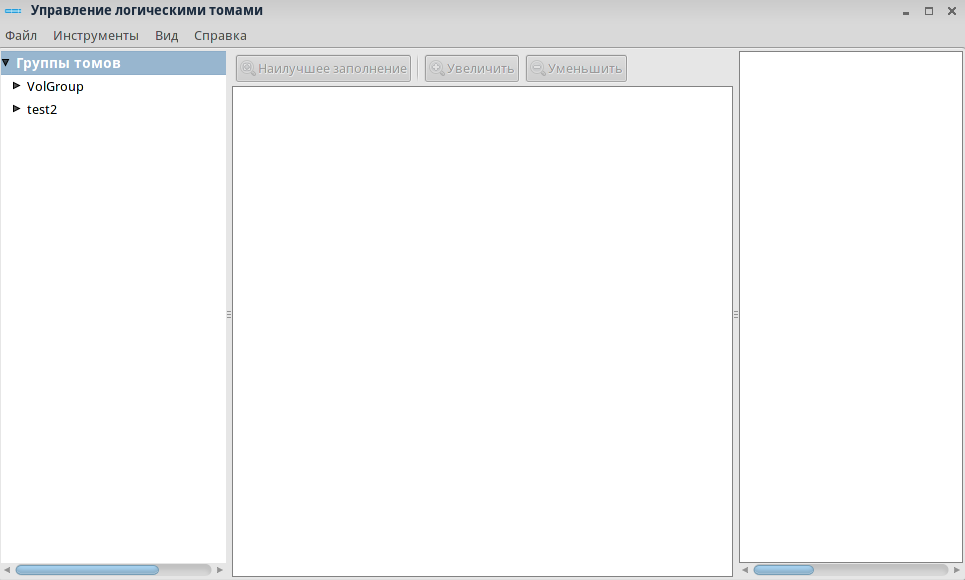 Управление логическими томами
Файл Инструменты Вид Справка
Группы томов
VolGroup
test2
Наилучшее заполнение Увеличить Уменьшить